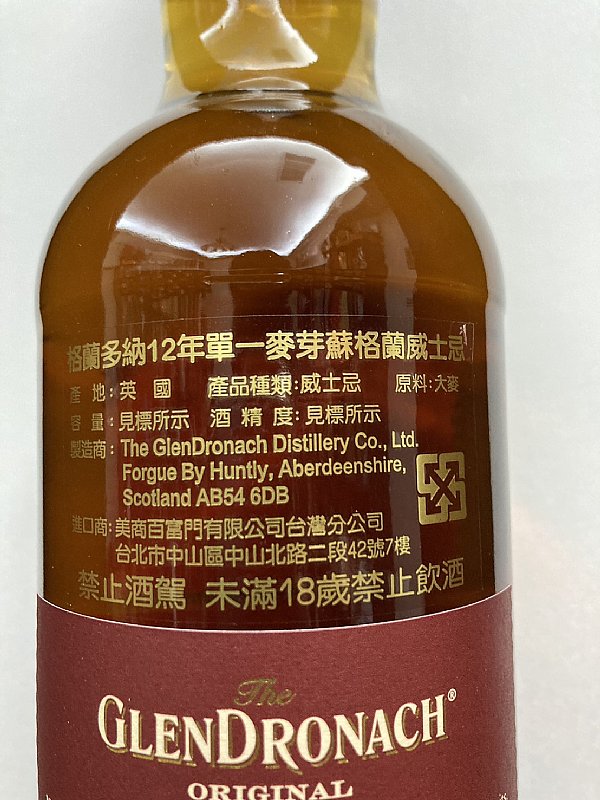 格蘭多納12年單一麥芽蘇格蘭威士忌
產 地:英 國 產品種類:威士忌 原料:大麥
容 量:見標所示 酒 精 度:見標所示
製造商:The GlenDronach Distillery Co., Ltd.
Forgue By Huntly, Aberdeenshire,
Scotland AB54 6DB
進口商:美商百富門有限公司台灣分公司
台北市中山區中山北路二段42號7樓
禁止酒駕 未滿18歲禁止飲酒
The
GLENDRONACH®
ORIGINAL